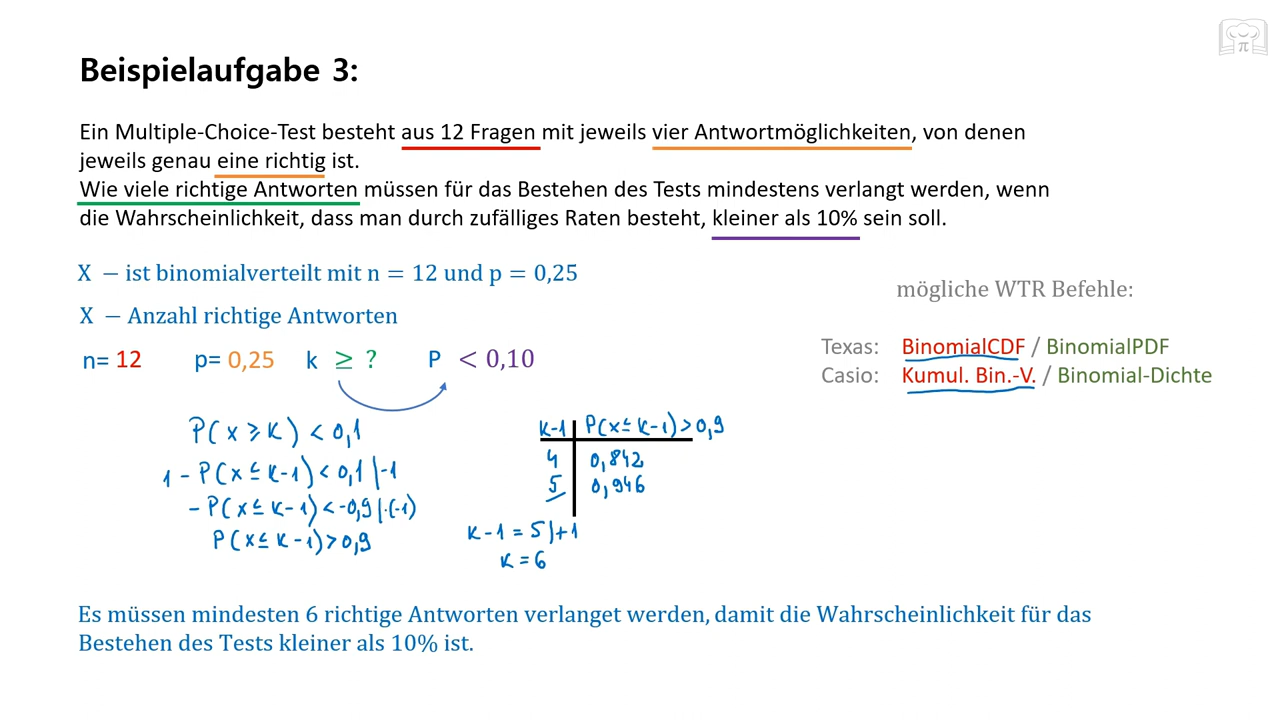 Beispielaufgabe 3:
Ein Multiple-Choice-Test besteht aus 12 Fragen mit jeweils vier Antwortmöglichkeiten, von denen
jeweils genau eine richtig ist.
Wie viele richtige Antworten müssen für das Bestehen des Tests mindestens verlangt werden, wenn
die Wahrscheinlichkeit, dass man durch zufälliges Raten besteht, kleiner als 10% sein soll.
X – ist binomialverteilt mit n = 12 und p = 0,25
X – Anzahl richtige Antworten
n= 12 p= 0,25 k ≥ ? P < 0,10
mögliche WTR Befehle:
Texas: BinomialCDF / BinomialPDF
Casio: Kumul. Bin.-V. / Binomial-Dichte
P(x ≥ k) < 0,1
1 - P(x ≤ k-1) < 0,1 |-1
- P(x ≤ k-1) < -0,9 |·(-1)
P(x ≤ k-1) > 0,9
k-1 P(x ≤ k-1) > 0,9
4 0,842
5 0,946
k-1 = 5 |+1
k = 6
Es müssen mindesten 6 richtige Antworten verlanget werden, damit die Wahrscheinlichkeit für das
Bestehen des Tests kleiner als 10% ist.
π